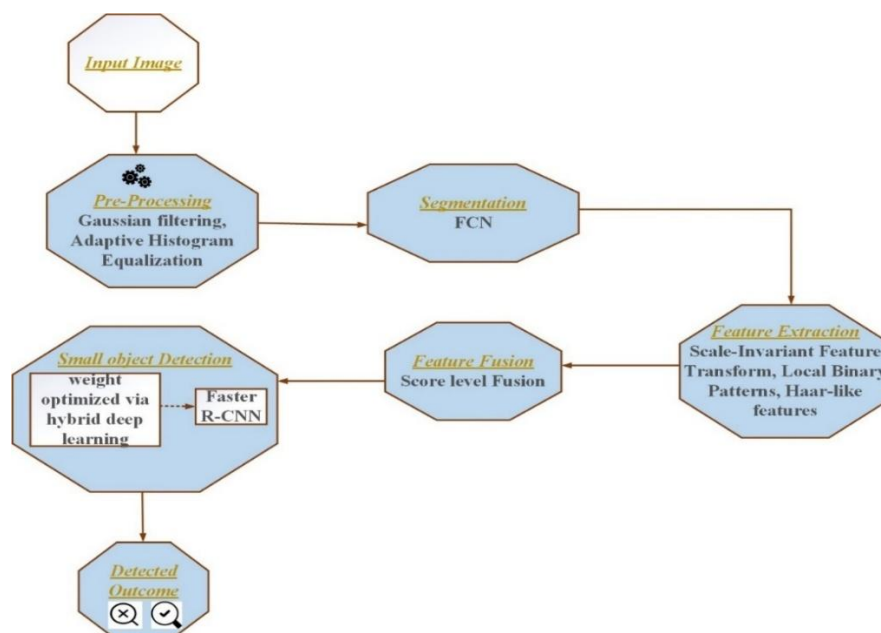 Input Image
Pre-Processing
Gaussian filtering,
Adaptive Histogram
Equalization
Segmentation
FCN
Feature Extraction
Scale-Invariant Feature
Transform, Local Binary
Patterns, Haar-like
features
Feature Fusion
Score level Fusion
Small object Detection
weight
optimized via
hybrid deep
learning
Faster
R-CNN
Detected
Outcome